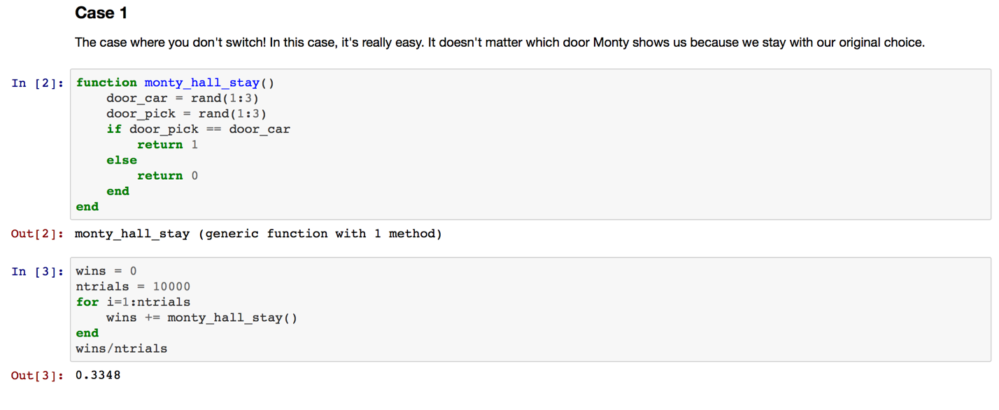 Case 1
The case where you don't switch! In this case, it's really easy. It doesn't matter which door Monty shows us because we stay with our original choice.
In [2]: function monty_hall_stay()
    door_car = rand(1:3)
    door_pick = rand(1:3)
    if door_pick == door_car
        return 1
    else
        return 0
    end
end
Out[2]: monty_hall_stay (generic function with 1 method)
In [3]: wins = 0
ntrials = 10000
for i=1:ntrials
    wins += monty_hall_stay()
end
wins/ntrials
Out[3]: 0.3348